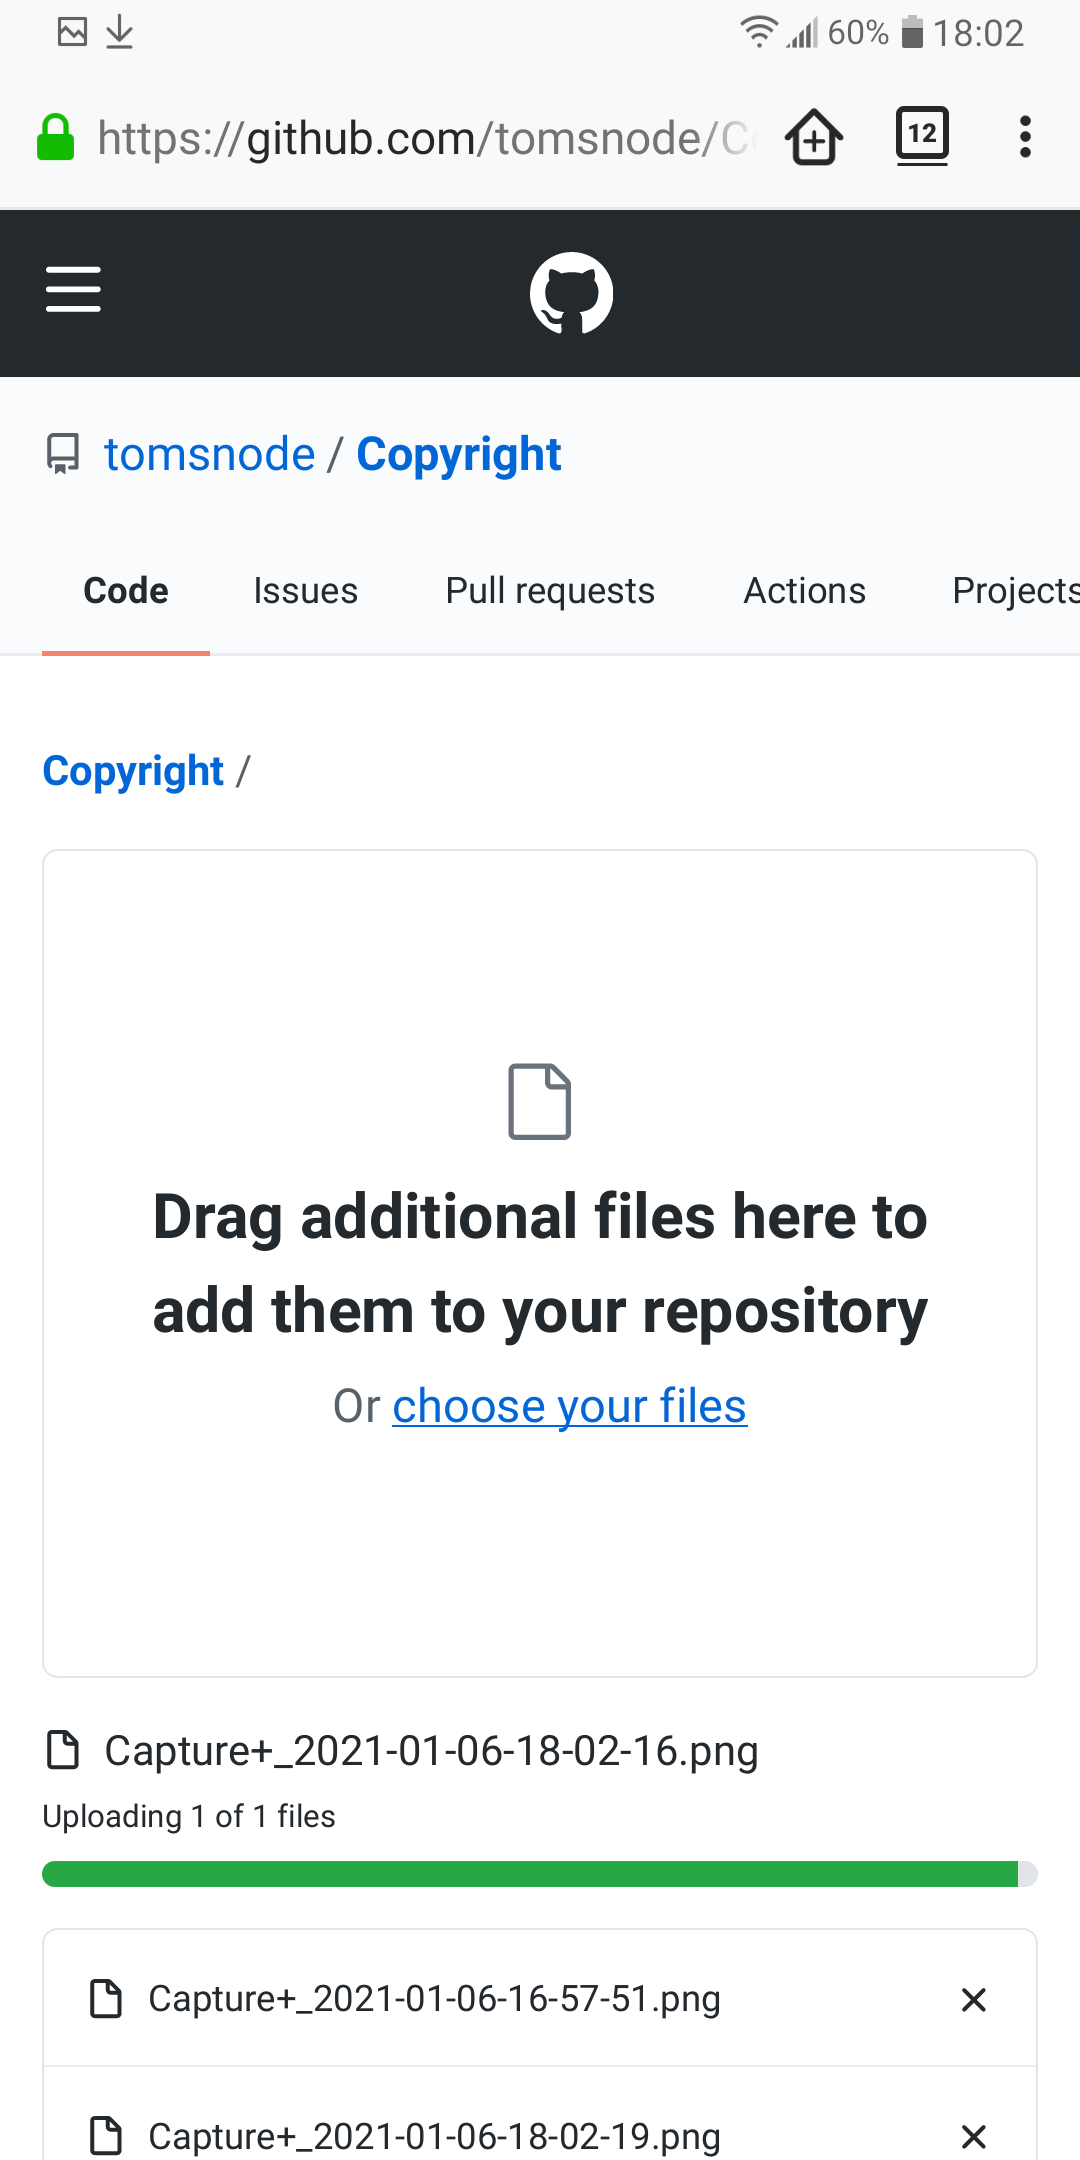 60% 18:02
https://github.com/tomsnode/C
12
tomsnode / Copyright
Code Issues Pull requests Actions Projects
Copyright /
Drag additional files here to
add them to your repository
Or choose your files
Capture+_2021-01-06-18-02-16.png
Uploading 1 of 1 files
Capture+_2021-01-06-16-57-51.png
Capture+_2021-01-06-18-02-19.png